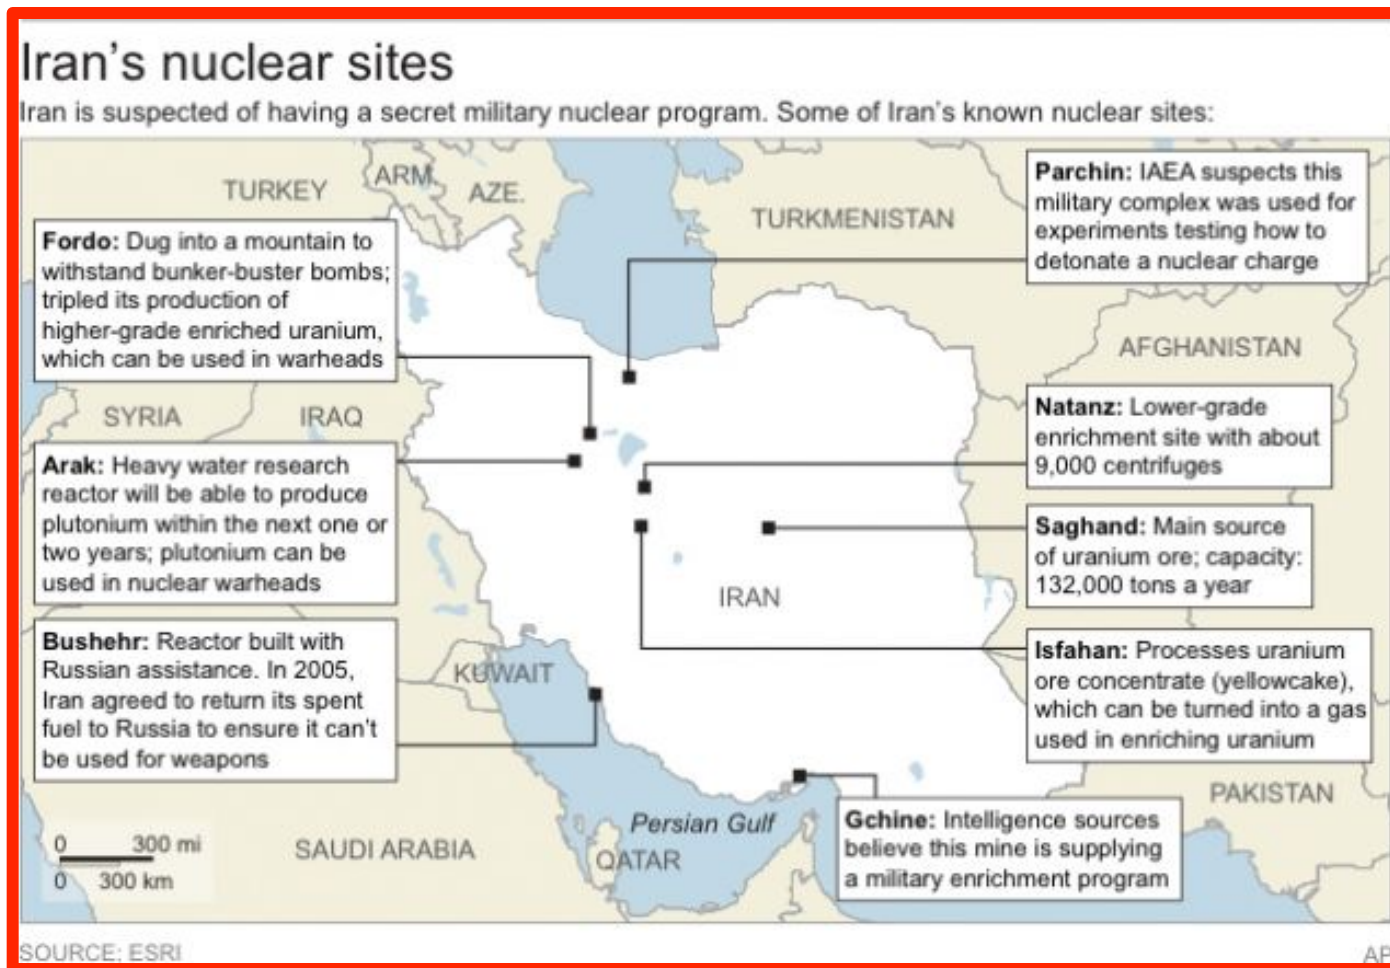 Iran's nuclear sites
Iran is suspected of having a secret military nuclear program. Some of Iran's known nuclear sites:
TURKEY
ARM.
AZE.
TURKMENISTAN
Parchin: IAEA suspects this
military complex was used for
experiments testing how to
detonate a nuclear charge
Fordo: Dug into a mountain to
withstand bunker-buster bombs;
tripled its production of
higher-grade enriched uranium,
which can be used in warheads
AFGHANISTAN
SYRIA
IRAQ
Natanz: Lower-grade
enrichment site with about
9,000 centrifuges
Arak: Heavy water research
reactor will be able to produce
plutonium within the next one or
two years; plutonium can be
used in nuclear warheads
Saghand: Main source
of uranium ore; capacity:
132,000 tons a year
IRAN
Bushehr: Reactor built with
Russian assistance. In 2005,
Iran agreed to return its spent
fuel to Russia to ensure it can't
be used for weapons
KUWAIT
Isfahan: Processes uranium
ore concentrate (yellowcake),
which can be turned into a gas
used in enriching uranium
PAKISTAN
Persian Gulf
Gchine: Intelligence sources
believe this mine is supplying
a military enrichment program
0 300 mi
0 300 km
SAUDI ARABIA
QATAR
SOURCE: ESRI
AP